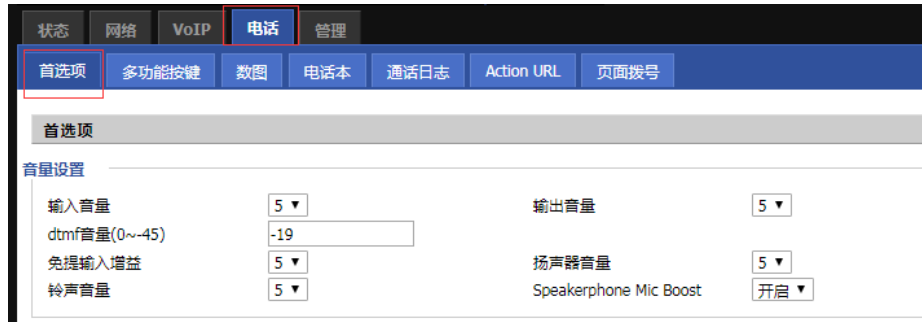 状态 网络 VoIP 电话 管理
首选项 多功能按键 数图 电话本 通话日志 Action URL 页面拨号
首选项
音量设置
输入音量 5 输出音量 5
dtmf音量(0~-45) -19
免提输入增益 5 扬声器音量 5
铃声音量 5 Speakerphone Mic Boost 开启